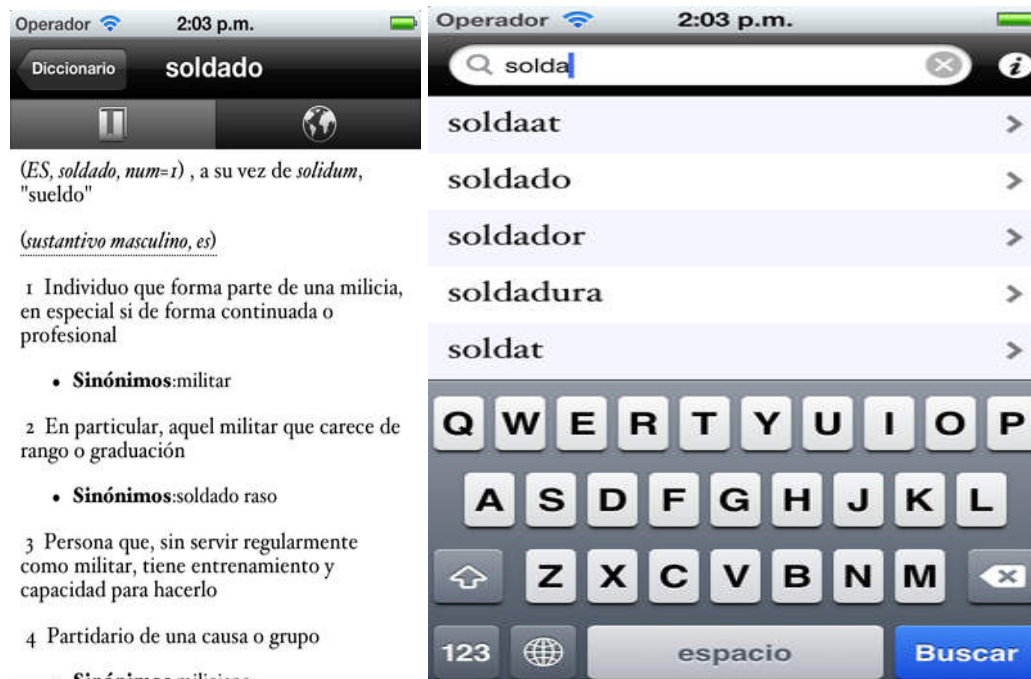 Operador 2:03 p.m.
Diccionario soldado
(ES, soldado, num=1) , a su vez de solidum,
"sueldo"
(sustantivo masculino, es)
1 Individuo que forma parte de una milicia,
en especial si de forma continuada o
profesional
• Sinónimos:militar
2 En particular, aquel militar que carece de
rango o graduación
• Sinónimos:soldado raso
3 Persona que, sin servir regularmente
como militar, tiene entrenamiento y
capacidad para hacerlo
4 Partidario de una causa o grupo
Operador 2:03 p.m.
solda
soldaat
soldado
soldador
soldadura
soldat
Q W E R T Y U I O P
A S D F G H J K L
Z X C V B N M
123 espacio Buscar